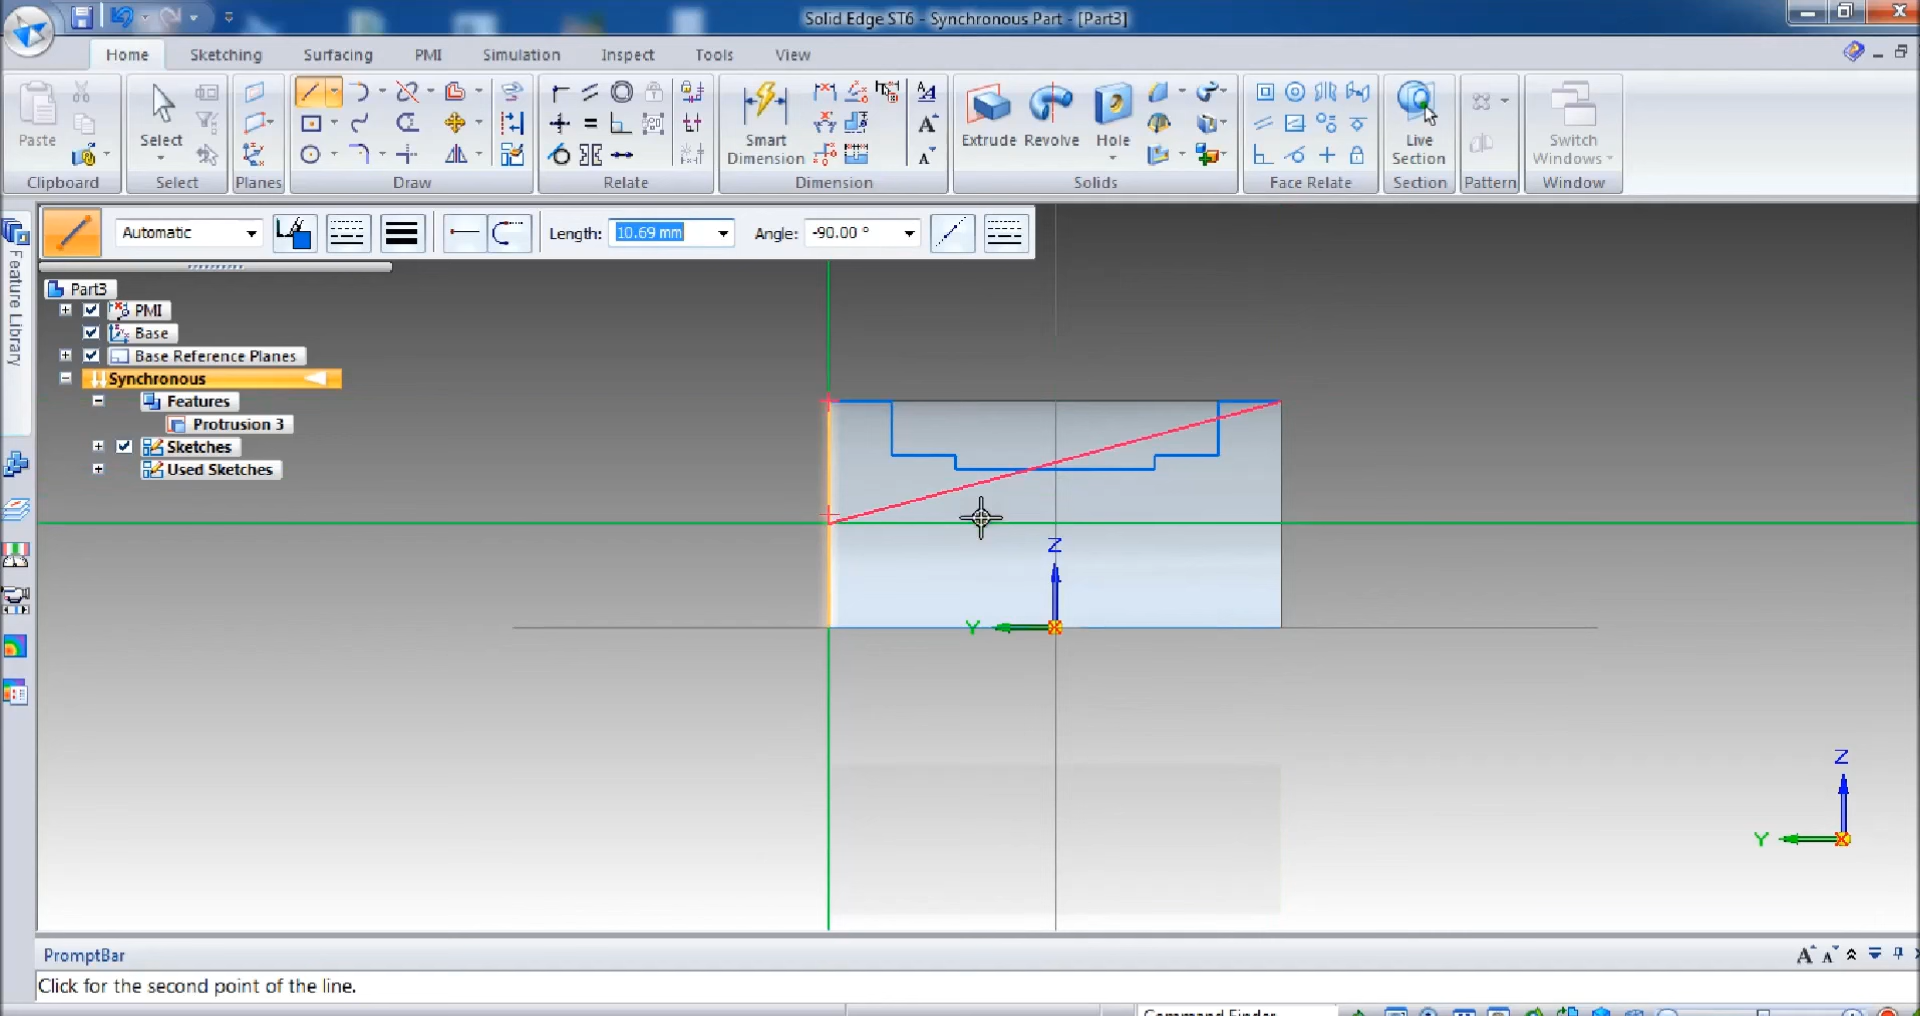 Solid Edge ST6 - Synchronous Part - [Part3]
Home Sketching Surfacing PMI Simulation Inspect Tools View
Paste Select Smart Dimension Extrude Revolve Hole Live Section Switch Windows
Clipboard Select Planes Draw Relate Dimension Solids Face Relate Section Pattern Window
Automatic Length: 10.69 mm Angle: -90.00 °
Feature Library
Part3
PMI
Base
Base Reference Planes
Synchronous
Features
Protrusion 3
Sketches
Used Sketches
Z
Y
Z
Y
PromptBar
Click for the second point of the line.
Command Finder